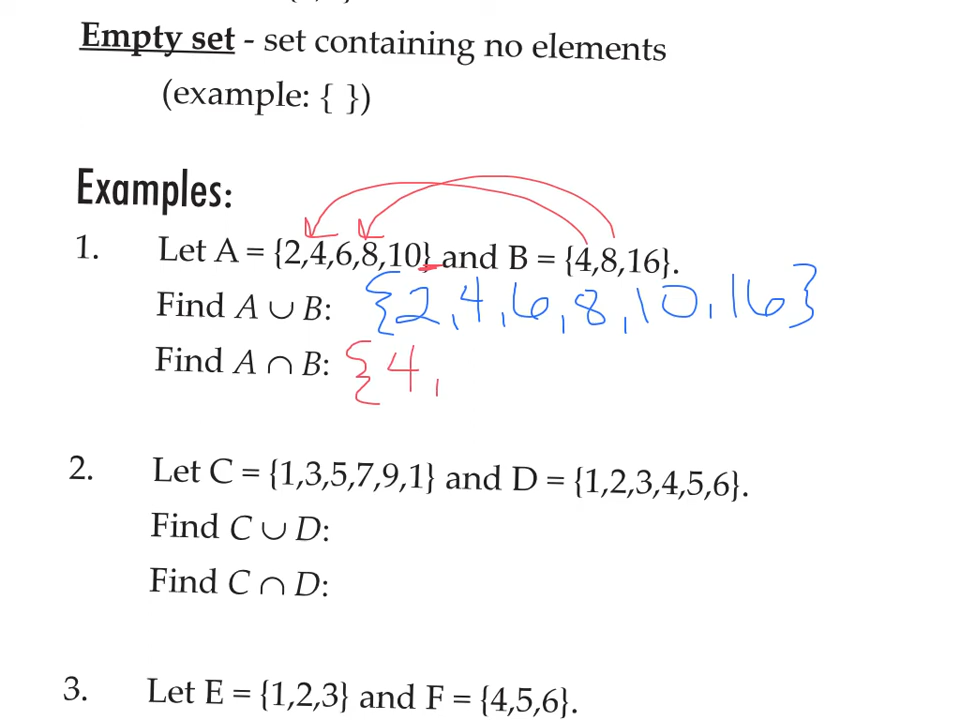 Empty set - set containing no elements
(example: { })
Examples:
1. Let A = {2,4,6,8,10} and B = {4,8,16}.
Find A ∪ B: {2,4,6,8,10,16}
Find A ∩ B: {4,
2. Let C = {1,3,5,7,9,1} and D = {1,2,3,4,5,6}.
Find C ∪ D:
Find C ∩ D:
3. Let E = {1,2,3} and F = {4,5,6}.